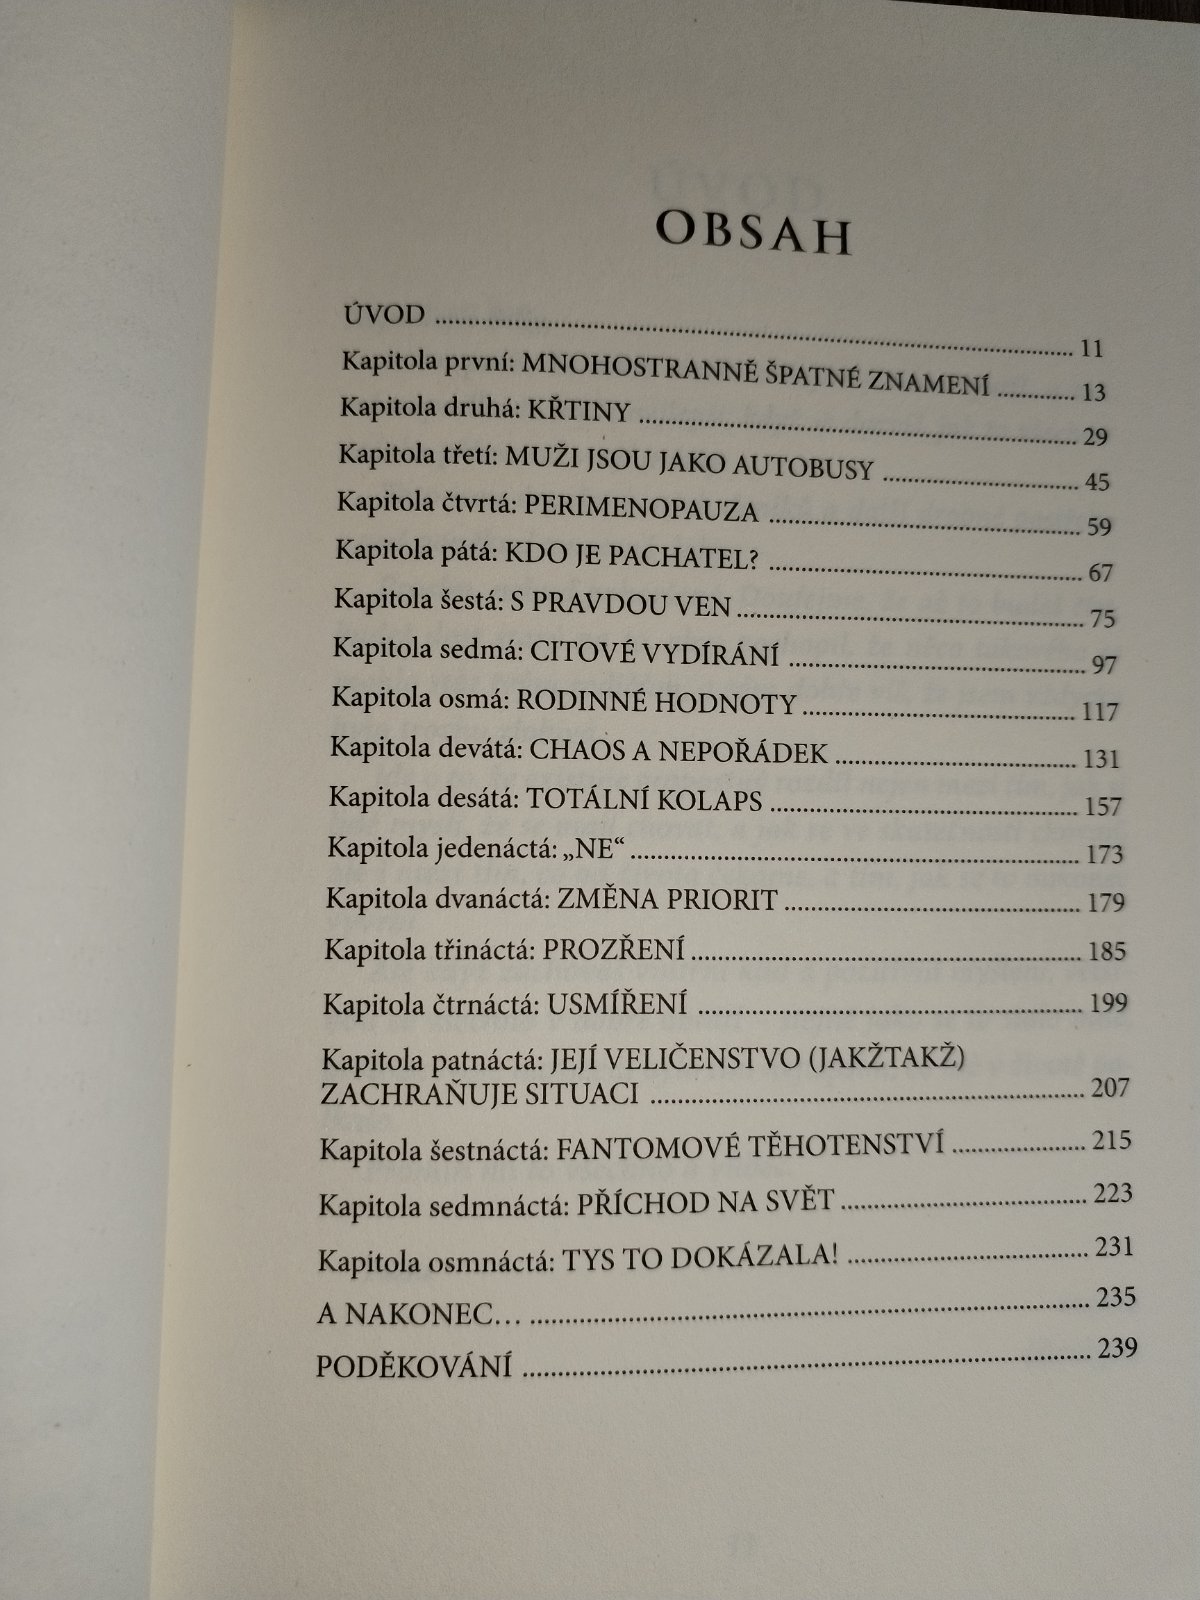 OBSAH
ÚVOD ........................................................ 11
Kapitola první: MNOHOSTRANNĚ ŠPATNÉ ZNAMENÍ ............ 13
Kapitola druhá: KŘTINY ........................................ 29
Kapitola třetí: MUŽI JSOU JAKO AUTOBUSY .................... 45
Kapitola čtvrtá: PERIMENOPAUZA .............................. 59
Kapitola pátá: KDO JE PACHATEL? .............................. 67
Kapitola šestá: S PRAVDOU VEN ................................ 75
Kapitola sedmá: CITOVÉ VYDÍRÁNÍ ............................ 97
Kapitola osmá: RODINNÉ HODNOTY .......................... 117
Kapitola devátá: CHAOS A NEPOŘÁDEK ...................... 131
Kapitola desátá: TOTÁLNÍ KOLAPS ............................ 157
Kapitola jedenáctá: „NE“ ...................................... 173
Kapitola dvanáctá: ZMĚNA PRIORIT ............................ 179
Kapitola třináctá: PROZŘENÍ .................................. 185
Kapitola čtrnáctá: USMÍŘENÍ .................................. 199
Kapitola patnáctá: JEJÍ VELIČENSTVO (JAKŽTAKŽ)
ZACHRAŇUJE SITUACI ........................................ 207
Kapitola šestnáctá: FANTOMOVÉ TĚHOTENSTVÍ .............. 215
Kapitola sedmnáctá: PŘÍCHOD NA SVĚT ...................... 223
Kapitola osmnáctá: TYS TO DOKÁZALA! ...................... 231
A NAKONEC… ................................................ 235
PODĚKOVÁNÍ ................................................ 239